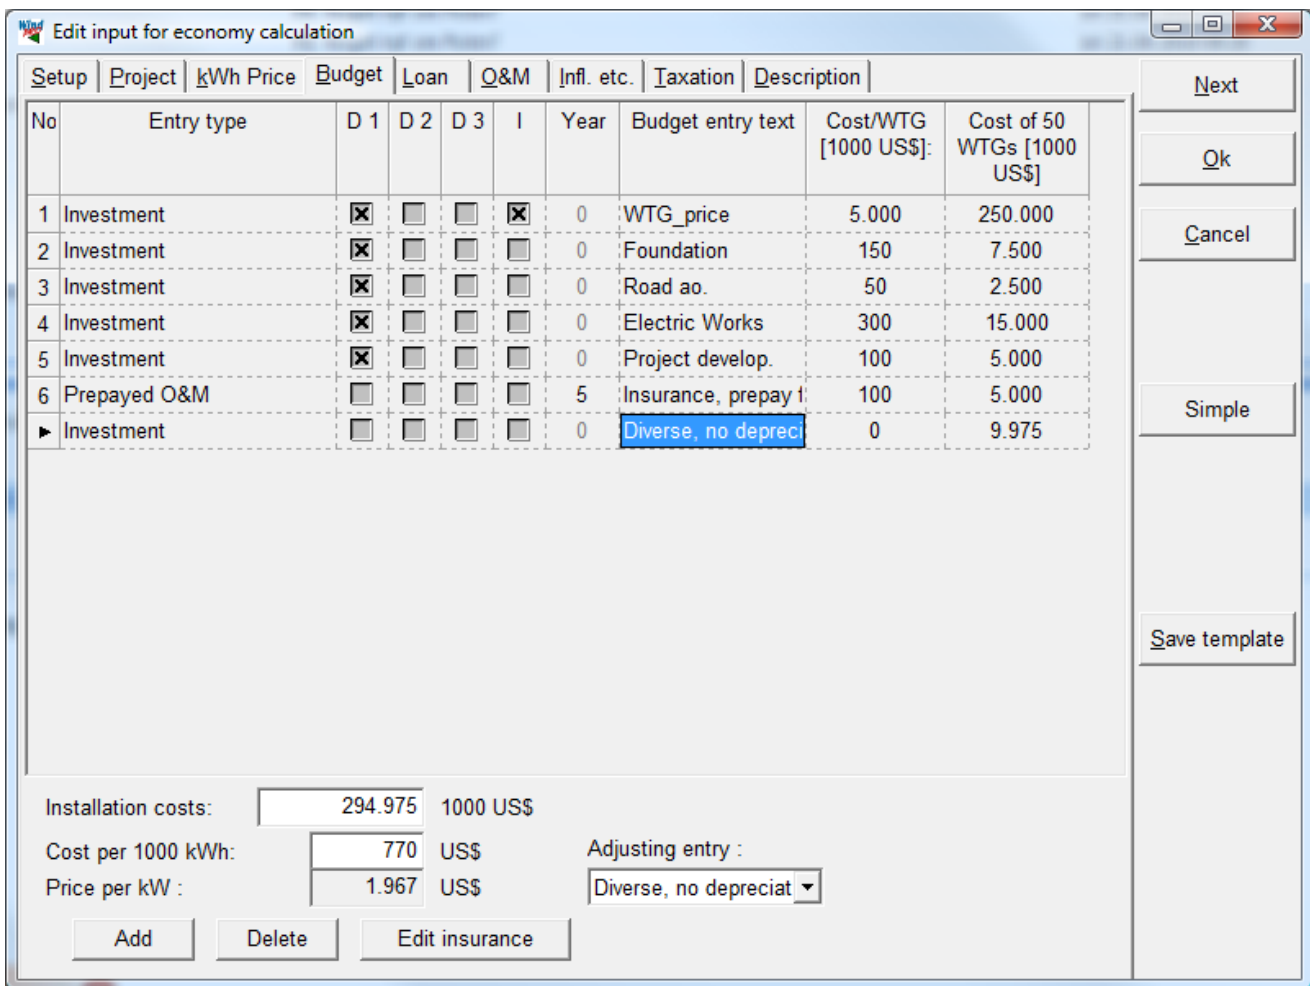 Edit input for economy calculation
Setup Project kWh Price Budget Loan O&M Infl. etc. Taxation Description
No Entry type D 1 D 2 D 3 I Year Budget entry text Cost/WTG [1000 US$]: Cost of 50 WTGs [1000 US$]
1 Investment 0 WTG_price 5.000 250.000
2 Investment 0 Foundation 150 7.500
3 Investment 0 Road ao. 50 2.500
4 Investment 0 Electric Works 300 15.000
5 Investment 0 Project develop. 100 5.000
6 Prepayed O&M 5 Insurance, prepay 100 5.000
Investment 0 Diverse, no depreci 0 9.975
Installation costs: 294.975 1000 US$
Cost per 1000 kWh: 770 US$
Price per kW : 1.967 US$
Adjusting entry :
Diverse, no depreciat
Add Delete Edit insurance
Next
Ok
Cancel
Simple
Save template